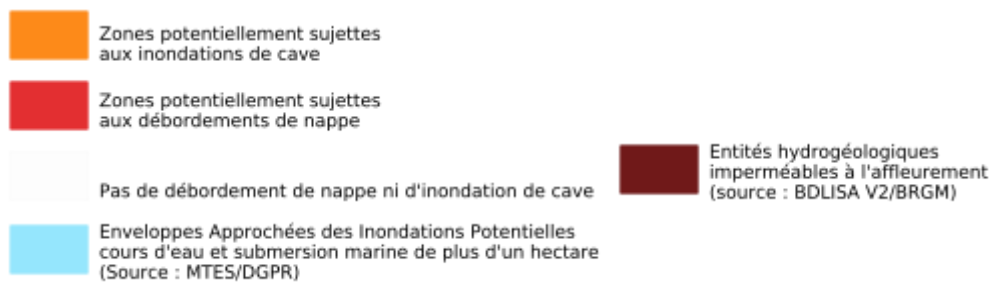 Zones potentiellement sujettes
aux inondations de cave
Zones potentiellement sujettes
aux débordements de nappe
Pas de débordement de nappe ni d'inondation de cave
Enveloppes Approchées des Inondations Potentielles
cours d'eau et submersion marine de plus d'un hectare
(Source : MTES/DGPR)
Entités hydrogéologiques
imperméables à l'affleurement
(source : BDLISA V2/BRGM)